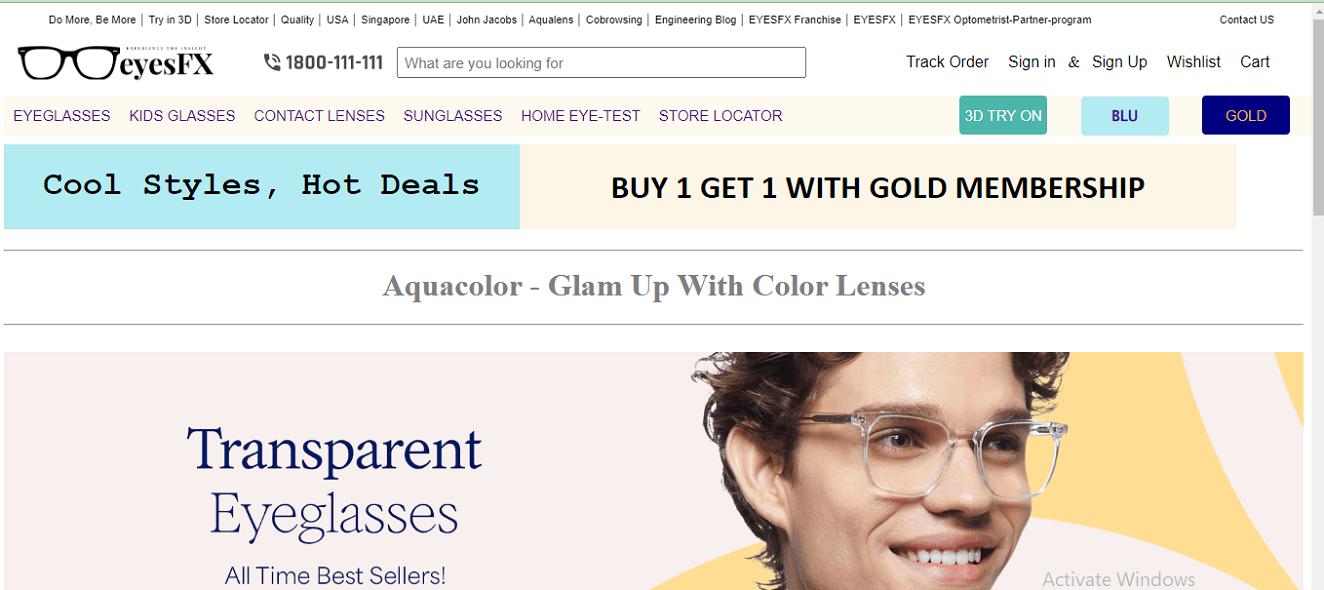 Do More, Be More | Try in 3D | Store Locator | Quality | USA | Singapore | UAE | John Jacobs | Aqualens | Cobrowsing | Engineering Blog | EYESFX Franchise | EYESFX | EYESFX Optometrist-Partner-program Contact US
EXPERIENCE THE INSIGHT
eyesFX 1800-111-111 What are you looking for Track Order Sign in & Sign Up Wishlist Cart
EYEGLASSES KIDS GLASSES CONTACT LENSES SUNGLASSES HOME EYE-TEST STORE LOCATOR 3D TRY ON BLU GOLD
Cool Styles, Hot Deals BUY 1 GET 1 WITH GOLD MEMBERSHIP
Aquacolor - Glam Up With Color Lenses
Transparent
Eyeglasses
All Time Best Sellers!
Activate Windows